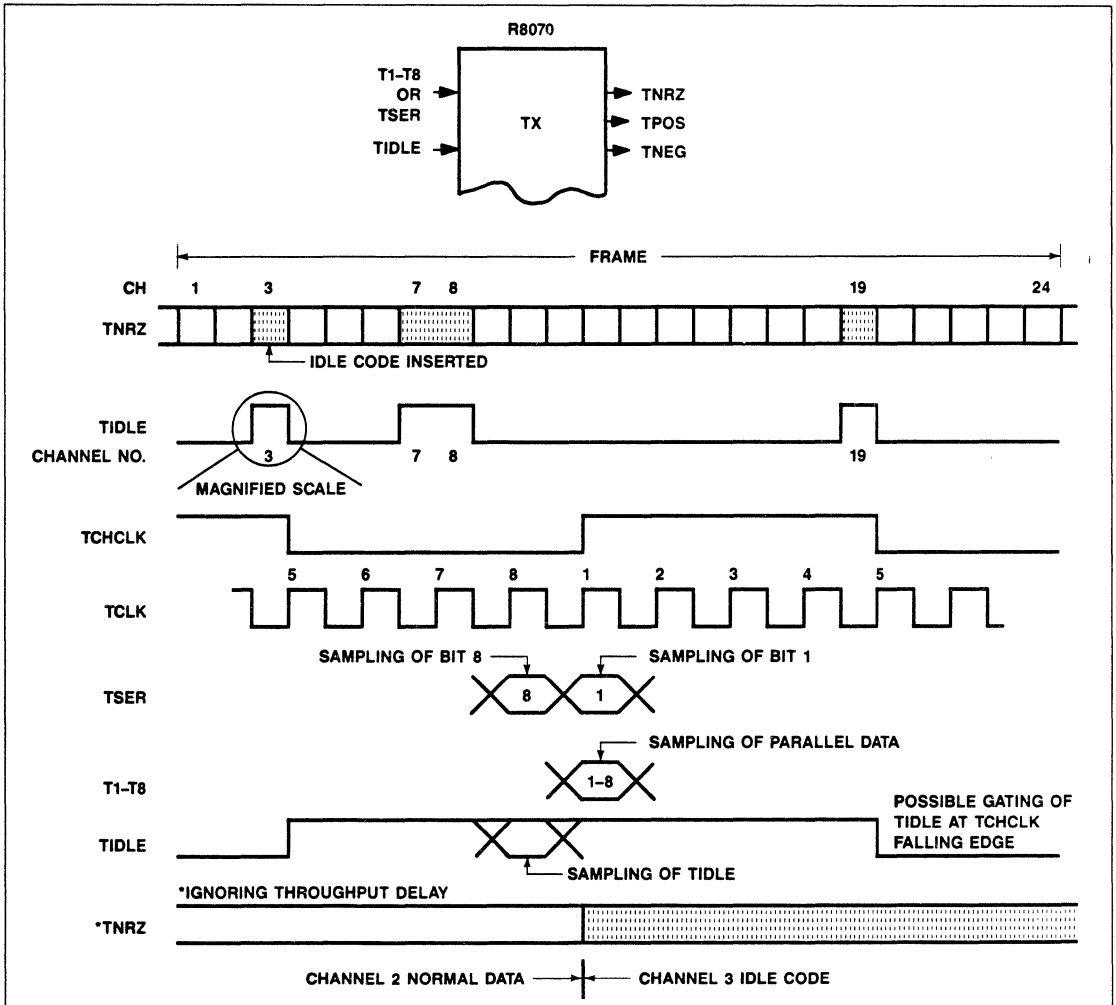 R8070
T1–T8
OR
TSER
TIDLE
TX
TNRZ
TPOS
TNEG
FRAME
CH 1 3 7 8 19 24
TNRZ
IDLE CODE INSERTED
TIDLE
CHANNEL NO. 3 7 8 19
MAGNIFIED SCALE
TCHCLK
5 6 7 8 1 2 3 4 5
TCLK
SAMPLING OF BIT 8 SAMPLING OF BIT 1
TSER 8 1
SAMPLING OF PARALLEL DATA
T1–T8 1–8
POSSIBLE GATING OF
TIDLE AT TCHCLK
FALLING EDGE
TIDLE
SAMPLING OF TIDLE
*IGNORING THROUGHPUT DELAY
*TNRZ
CHANNEL 2 NORMAL DATA CHANNEL 3 IDLE CODE